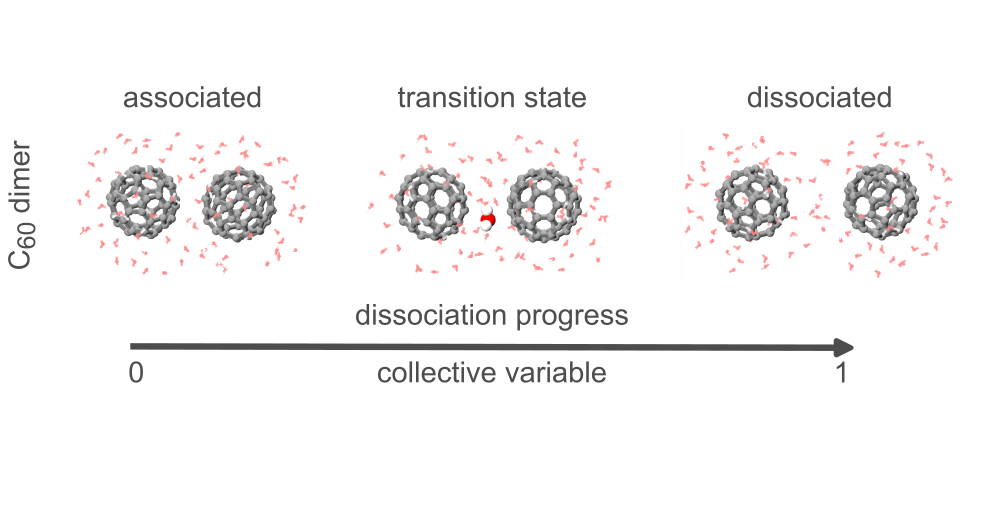 associated
transition state
dissociated
C60 dimer
dissociation progress
0
collective variable
1